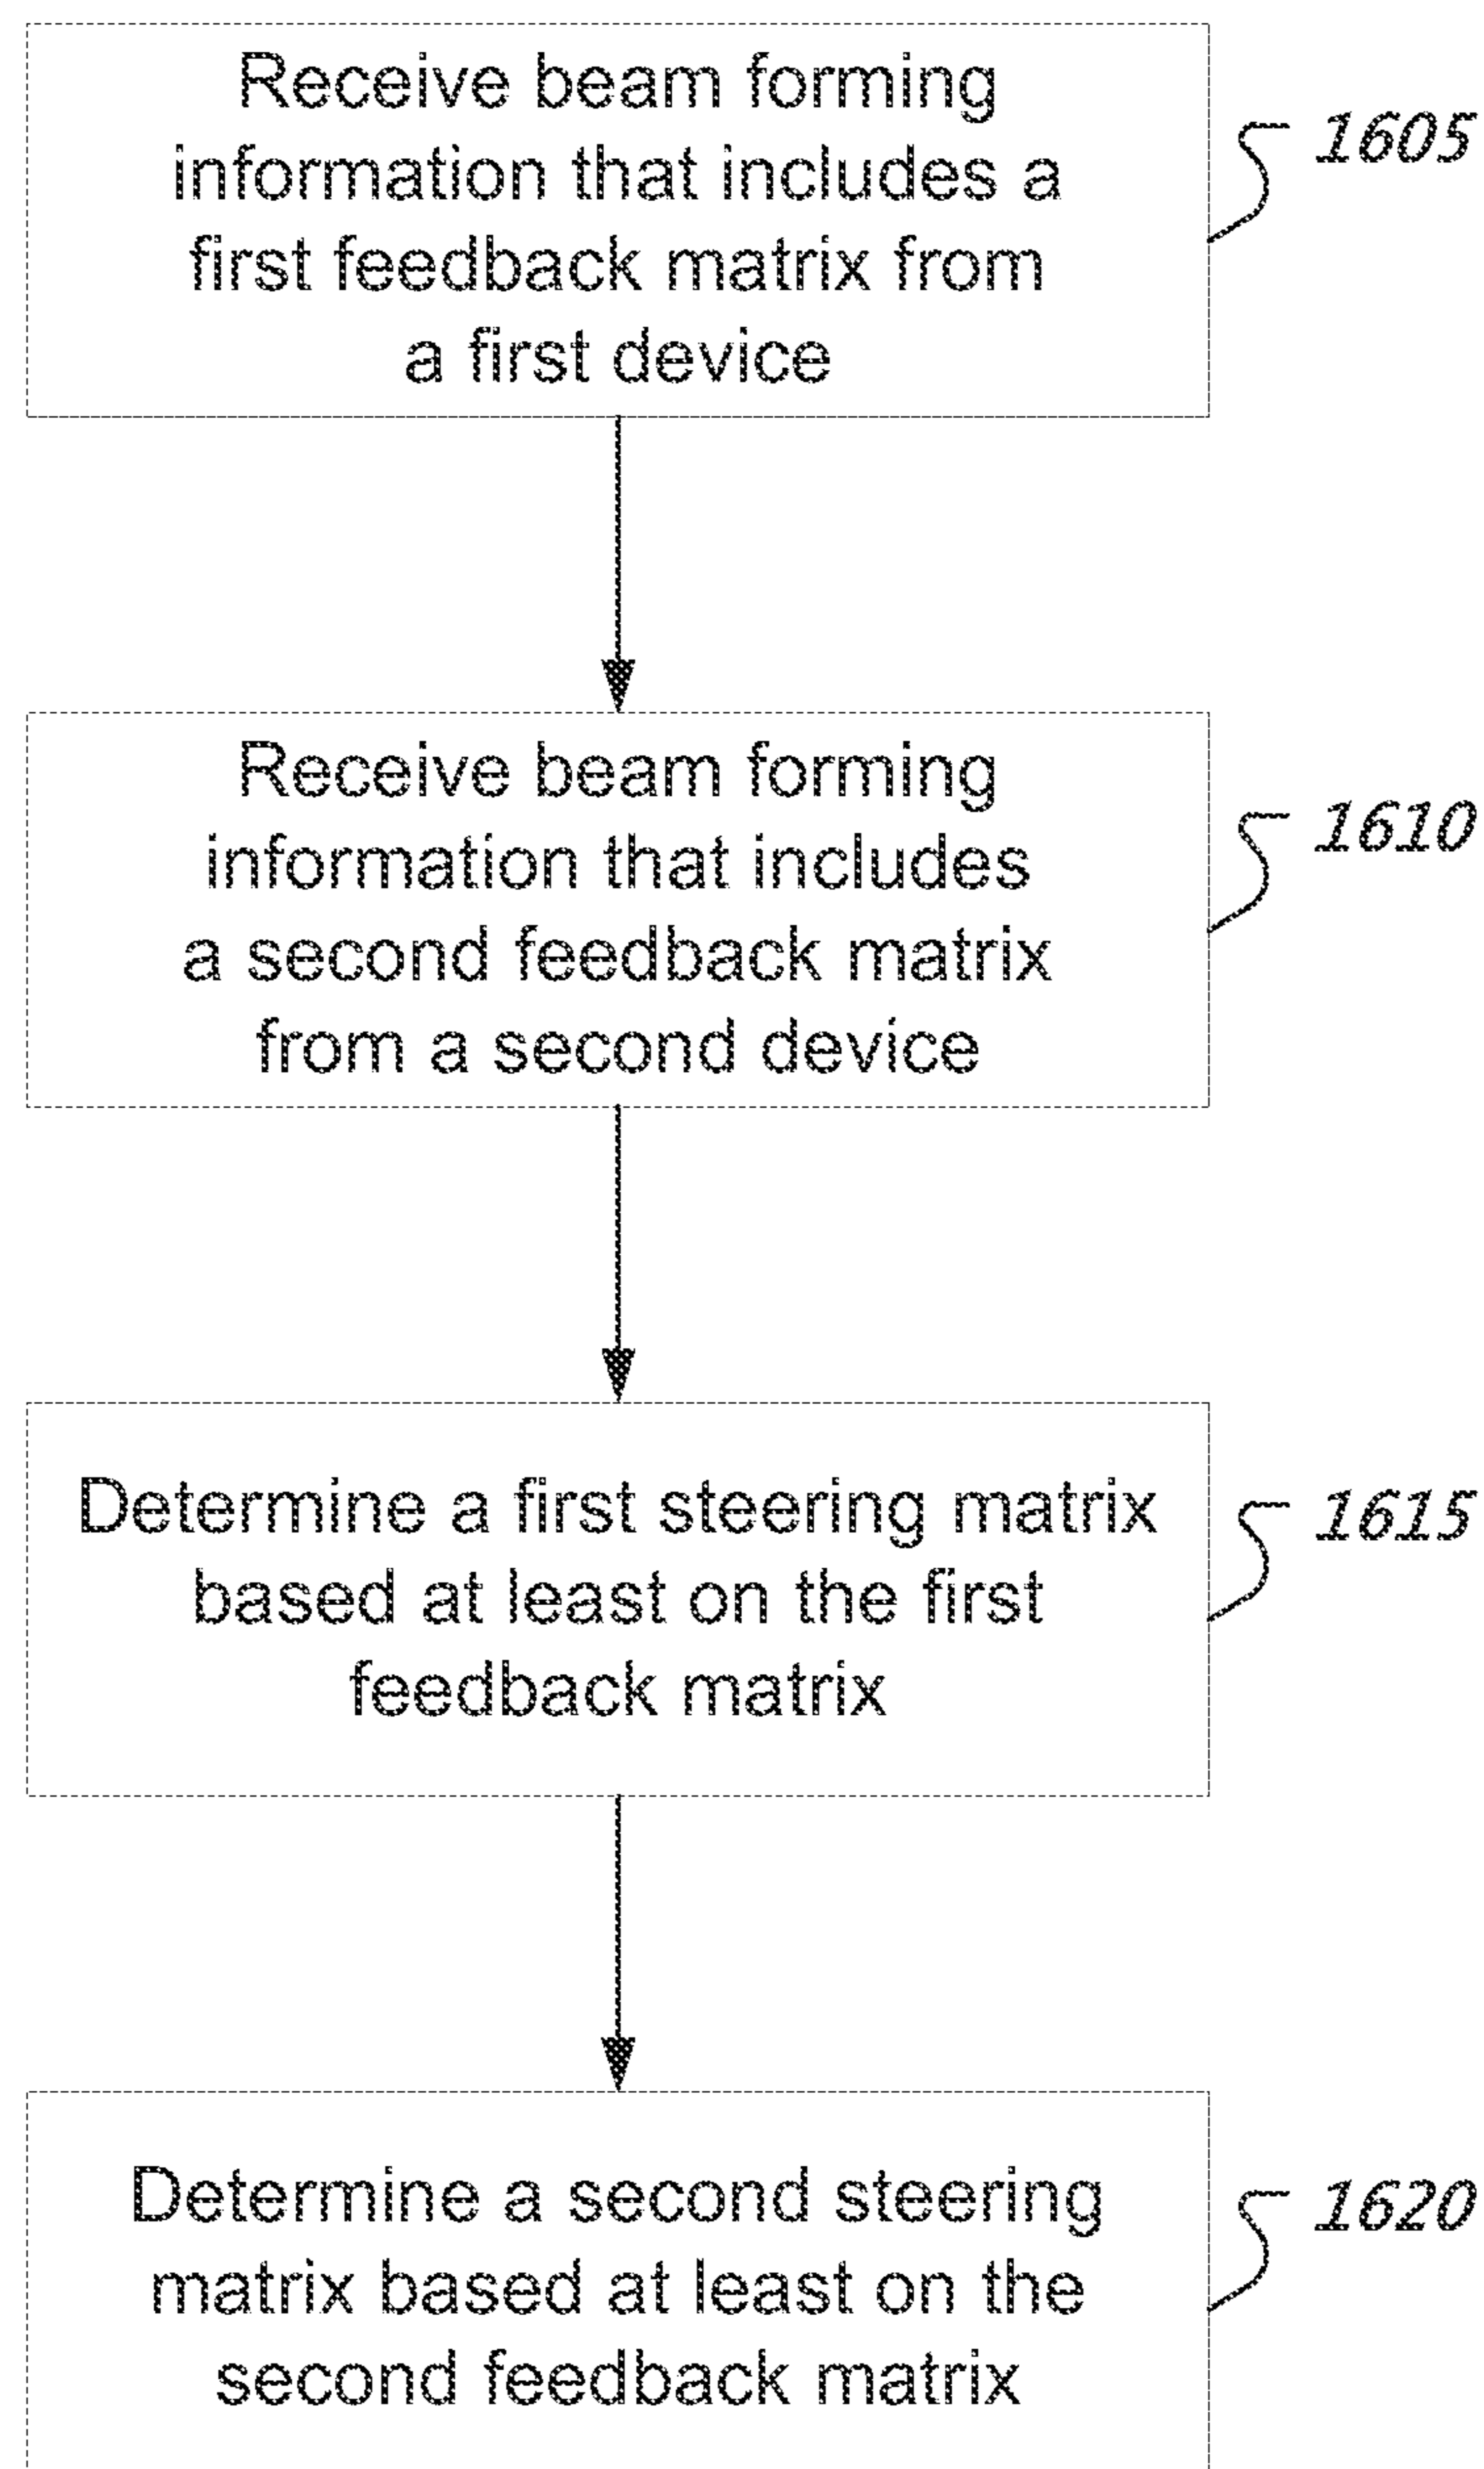 Receive beam forming
information that includes a
first feedback matrix from
a first device
1605
Receive beam forming
information that includes
a second feedback matrix
from a second device
1610
Determine a first steering matrix
based at least on the first
feedback matrix
1615
Determine a second steering
matrix based at least on the
second feedback matrix
1620